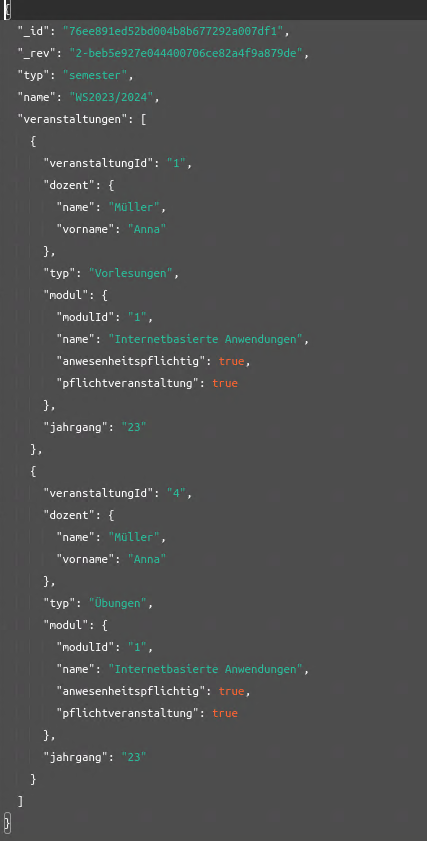 {
"_id": "76ee891ed52bd004b8b677292a007df1",
"_rev": "2-beb5e927e044400706ce82a4f9a879de",
"typ": "semester",
"name": "WS2023/2024",
"veranstaltungen": [
{
"veranstaltungId": "1",
"dozent": {
"name": "Müller",
"vorname": "Anna"
},
"typ": "Vorlesungen",
"modul": {
"modulId": "1",
"name": "Internetbasierte Anwendungen",
"anwesenheitspflichtig": true,
"pflichtveranstaltung": true
},
"jahrgang": "23"
},
{
"veranstaltungId": "4",
"dozent": {
"name": "Müller",
"vorname": "Anna"
},
"typ": "Übungen",
"modul": {
"modulId": "1",
"name": "Internetbasierte Anwendungen",
"anwesenheitspflichtig": true,
"pflichtveranstaltung": true
},
"jahrgang": "23"
}
]
}